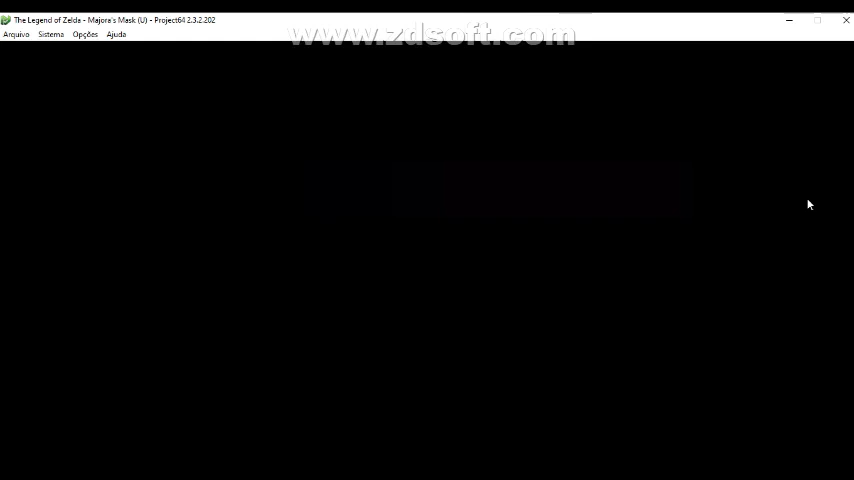 The Legend of Zelda - Majora's Mask (U) - Project64 2.3.2.202
www.zdsoft.com
Arquivo Sistema Opções Ajuda